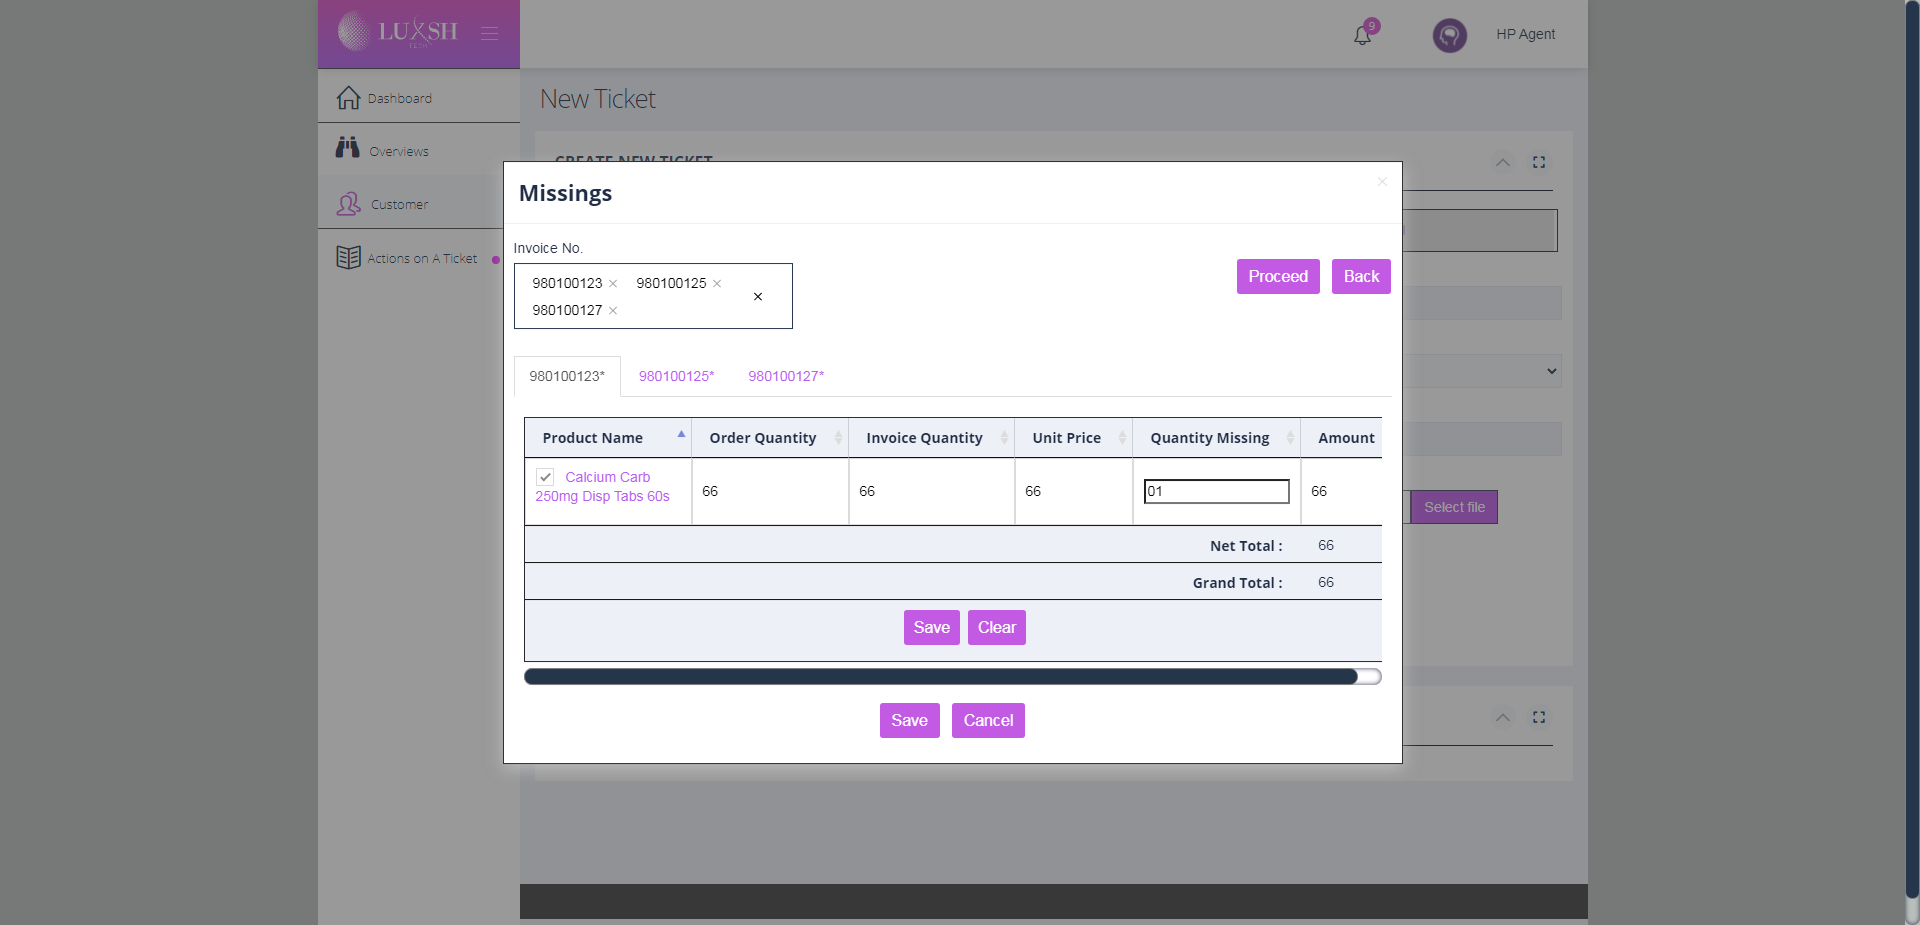 LUXSH
9
HP Agent
Dashboard
Overviews
Customer
Actions on A Ticket
New Ticket
CREATE NEW TICKET
Missings
Invoice No.
980100123 × 980100125 ×
980100127 ×
Proceed Back
980100123* 980100125* 980100127*
Product Name Order Quantity Invoice Quantity Unit Price Quantity Missing Amount
Calcium Carb
250mg Disp Tabs 60s
66 66 66 01 66
Net Total : 66
Grand Total : 66
Save Clear
Select file
Save Cancel